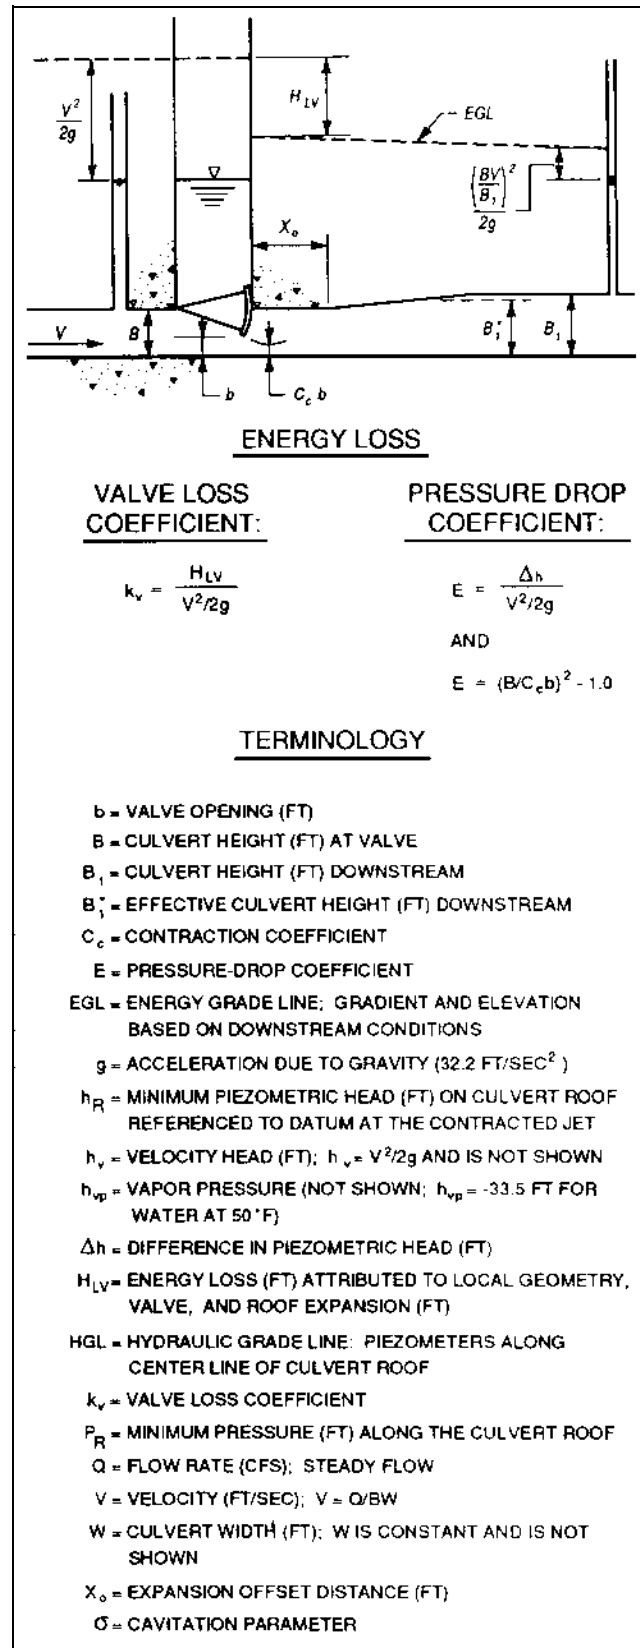 V²
2g
H_LV
EGL
(BV
B₁)²
2g
X_o
V
B
B₁*
B₁
b
C_c b
ENERGY LOSS
VALVE LOSS
COEFFICIENT:
k_v = H_LV / V²/2g
PRESSURE DROP
COEFFICIENT:
E = Δh / V²/2g
AND
E = (B/C_c b)² - 1.0
TERMINOLOGY
b = VALVE OPENING (FT)
B = CULVERT HEIGHT (FT) AT VALVE
B₁ = CULVERT HEIGHT (FT) DOWNSTREAM
B₁* = EFFECTIVE CULVERT HEIGHT (FT) DOWNSTREAM
C_c = CONTRACTION COEFFICIENT
E = PRESSURE-DROP COEFFICIENT
EGL = ENERGY GRADE LINE; GRADIENT AND ELEVATION
BASED ON DOWNSTREAM CONDITIONS
g = ACCELERATION DUE TO GRAVITY (32.2 FT/SEC²)
h_R = MINIMUM PIEZOMETRIC HEAD (FT) ON CULVERT ROOF
REFERENCED TO DATUM AT THE CONTRACTED JET
h_v = VELOCITY HEAD (FT); h_v = V²/2g AND IS NOT SHOWN
h_vp = VAPOR PRESSURE (NOT SHOWN; h_vp = -33.5 FT FOR
WATER AT 50°F)
Δh = DIFFERENCE IN PIEZOMETRIC HEAD (FT)
H_LV = ENERGY LOSS (FT) ATTRIBUTED TO LOCAL GEOMETRY,
VALVE, AND ROOF EXPANSION (FT)
HGL = HYDRAULIC GRADE LINE: PIEZOMETERS ALONG
CENTER LINE OF CULVERT ROOF
k_v = VALVE LOSS COEFFICIENT
P_R = MINIMUM PRESSURE (FT) ALONG THE CULVERT ROOF
Q = FLOW RATE (CFS); STEADY FLOW
V = VELOCITY (FT/SEC); V = Q/BW
W = CULVERT WIDTH (FT); W IS CONSTANT AND IS NOT
SHOWN
X_o = EXPANSION OFFSET DISTANCE (FT)
σ = CAVITATION PARAMETER